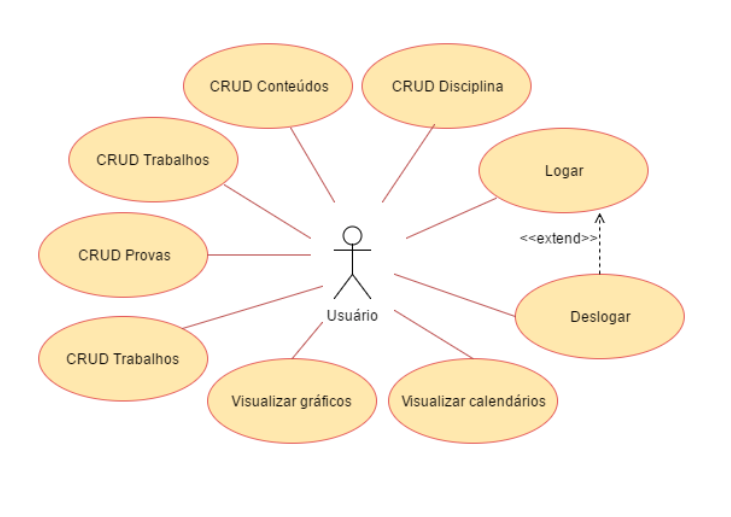 CRUD Conteúdos
CRUD Disciplina
CRUD Trabalhos
Logar
<<extend>>
CRUD Provas
Usuário
Deslogar
CRUD Trabalhos
Visualizar gráficos
Visualizar calendários